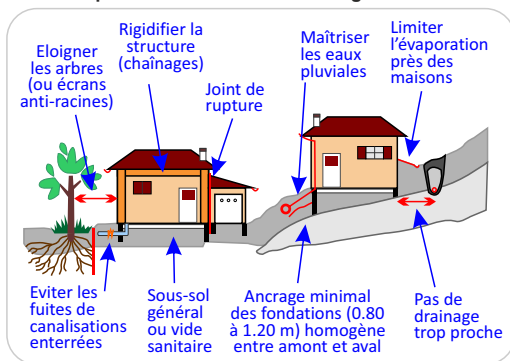 Eloigner
les arbres
(ou écrans
anti-racines)
Rigidifier la
structure
(chaînages)
Joint de
rupture
Maîtriser
les eaux
pluviales
Limiter
l'évaporation
près des
maisons
Eviter les
fuites de
canalisations
enterrées
Sous-sol
général
ou vide
sanitaire
Ancrage minimal
des fondations (0.80
à 1.20 m) homogène
entre amont et aval
Pas de
drainage
trop proche